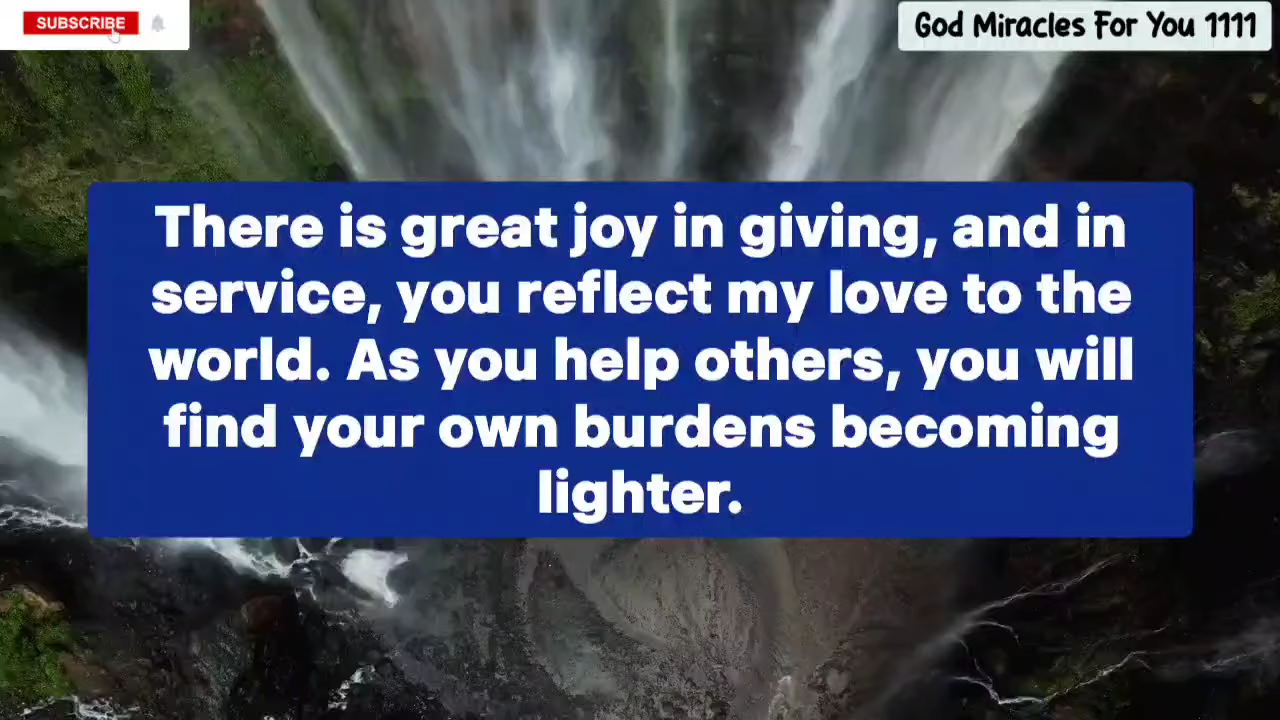 SUBSCRIBE
God Miracles For You 1111
There is great joy in giving, and in
service, you reflect my love to the
world. As you help others, you will
find your own burdens becoming
lighter.